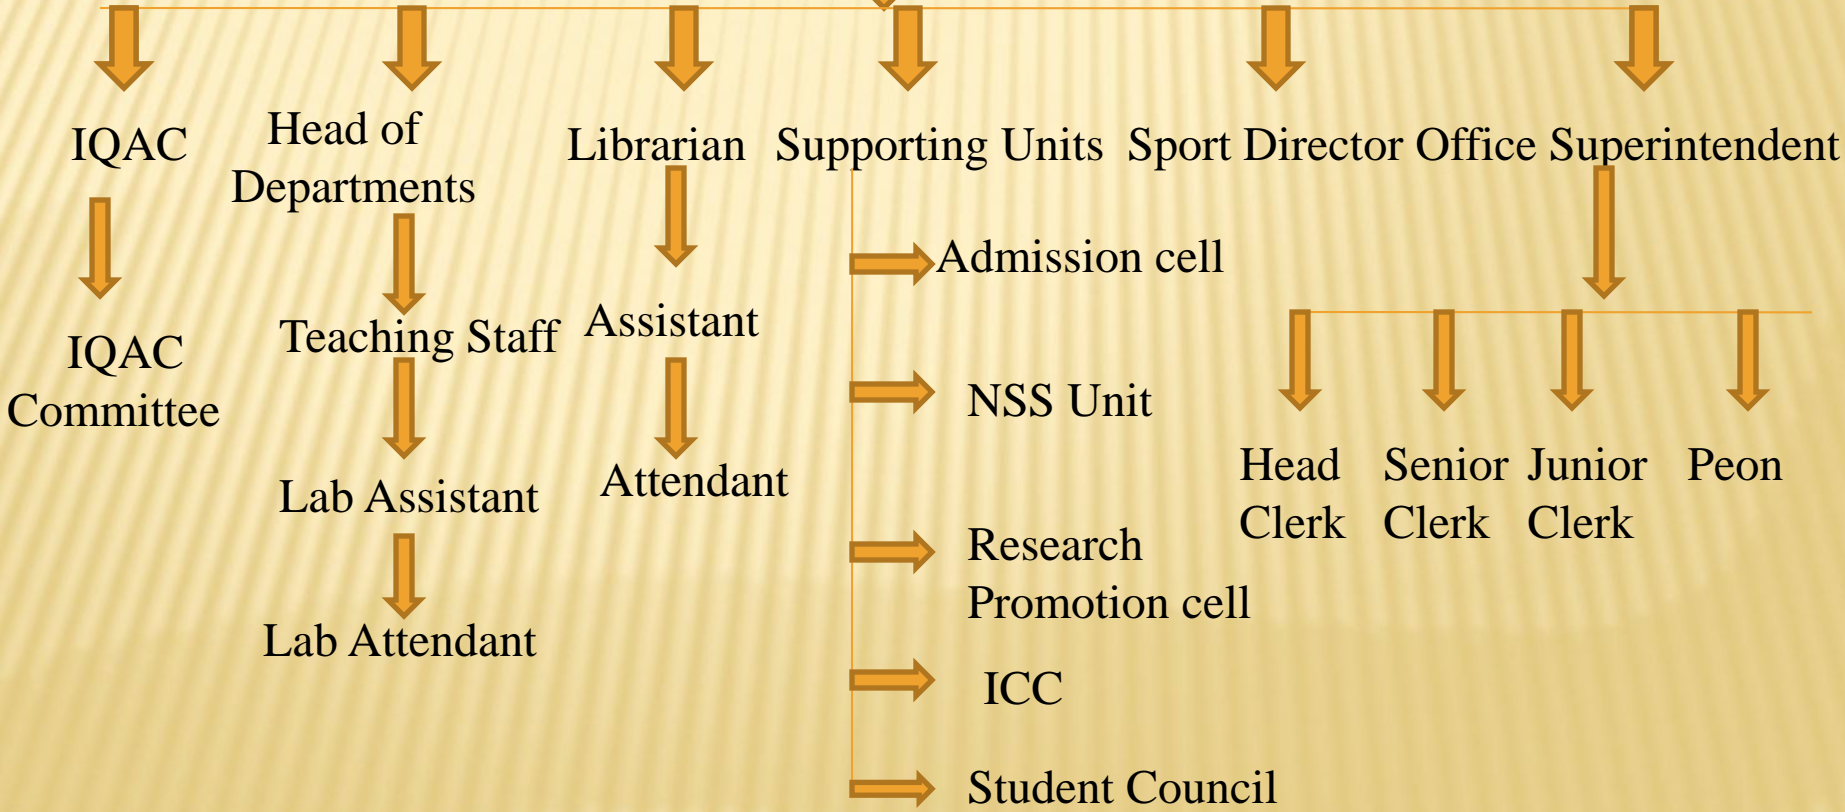 IQAC
Head of
Departments
Librarian
Supporting Units
Sport Director
Office Superintendent
IQAC
Committee
Teaching Staff
Lab Assistant
Lab Attendant
Assistant
Attendant
Admission cell
NSS Unit
Research
Promotion cell
ICC
Student Council
Head
Clerk
Senior
Clerk
Junior
Clerk
Peon